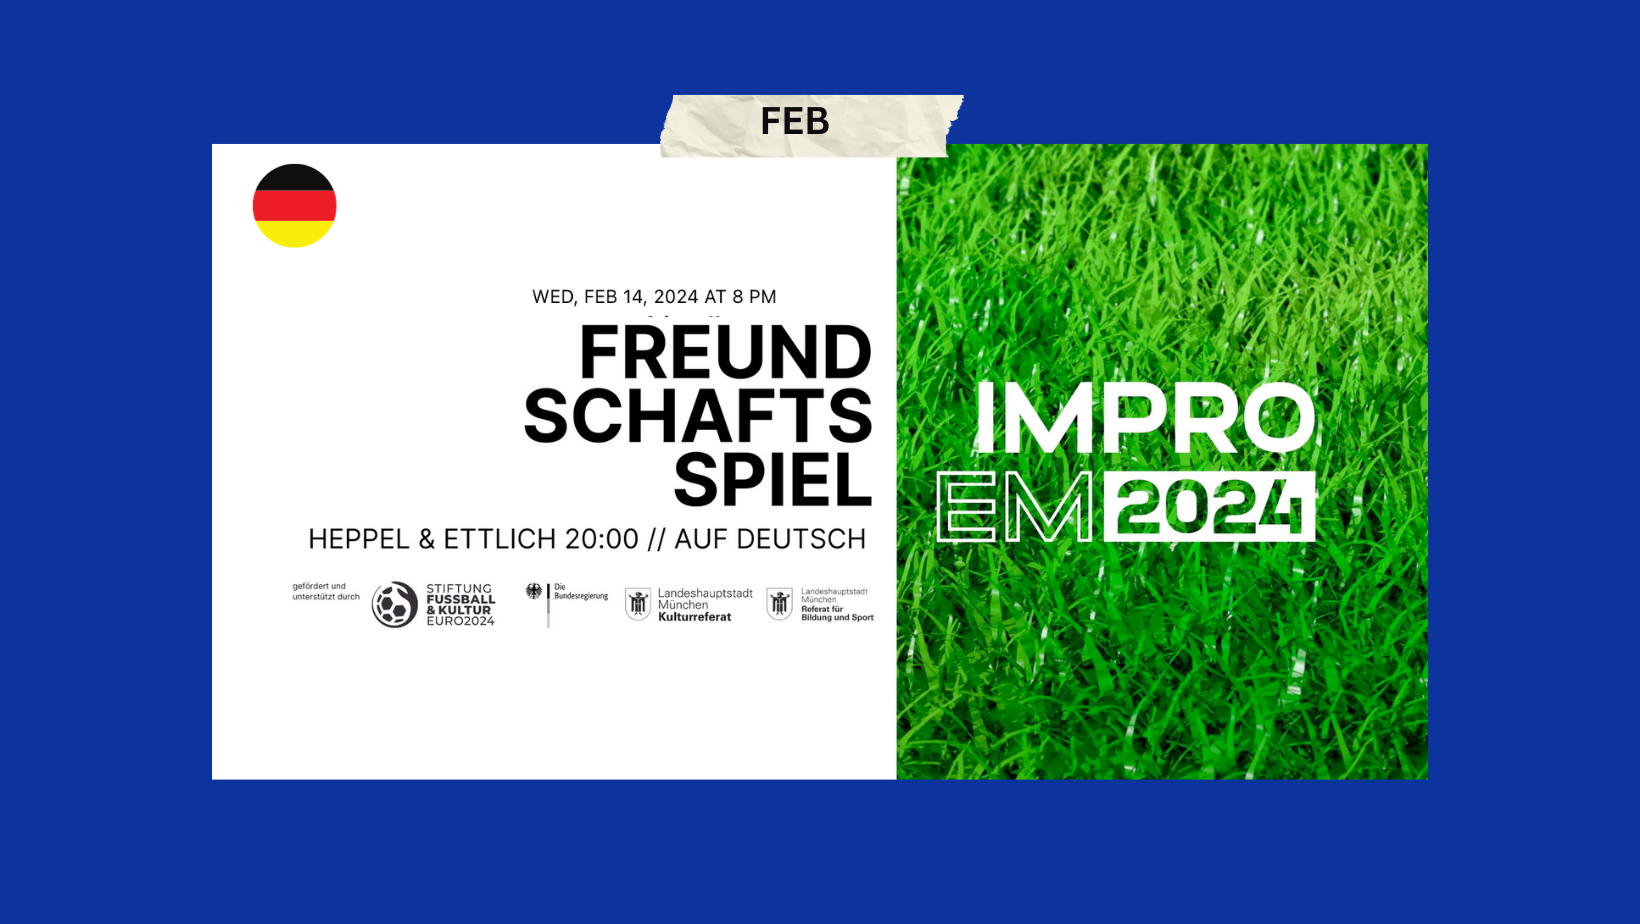 FEB
WED, FEB 14, 2024 AT 8 PM
FREUND
SCHAFTS
SPIEL
HEPPEL & ETTLICH 20:00 // AUF DEUTSCH
gefördert und
unterstützt durch
STIFTUNG
FUSSBALL
& KULTUR
EURO2024
Die
Bundesregierung
Landeshauptstadt
München
Kulturreferat
Landeshauptstadt
München
Referat für
Bildung und Sport
IMPRO
EM 2024